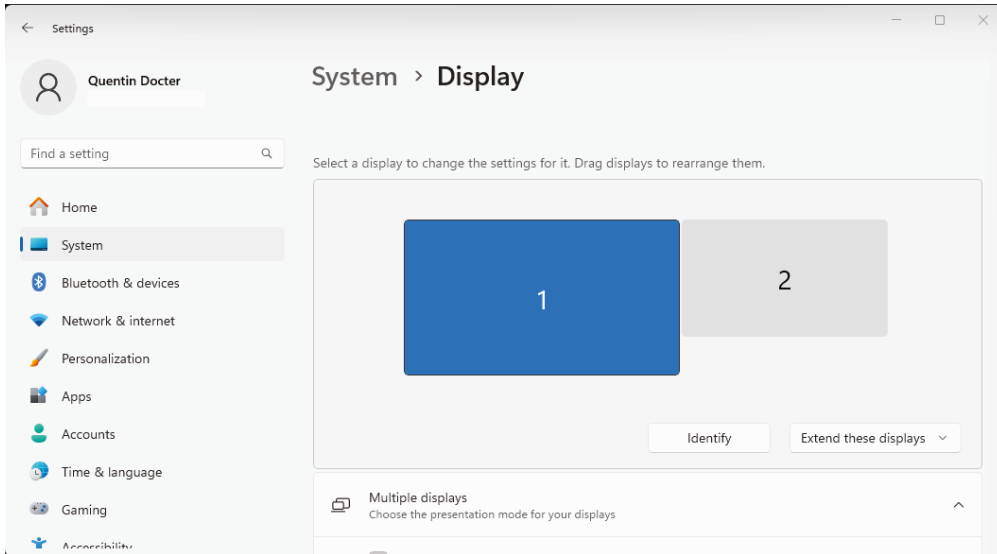 Settings
Quentin Docter
System > Display
Find a setting
Select a display to change the settings for it. Drag displays to rearrange them.
Home
System
Bluetooth & devices
Network & internet
Personalization
Apps
Accounts
Time & language
Gaming
Accessibility
1
2
Identify
Extend these displays
Multiple displays
Choose the presentation mode for your displays